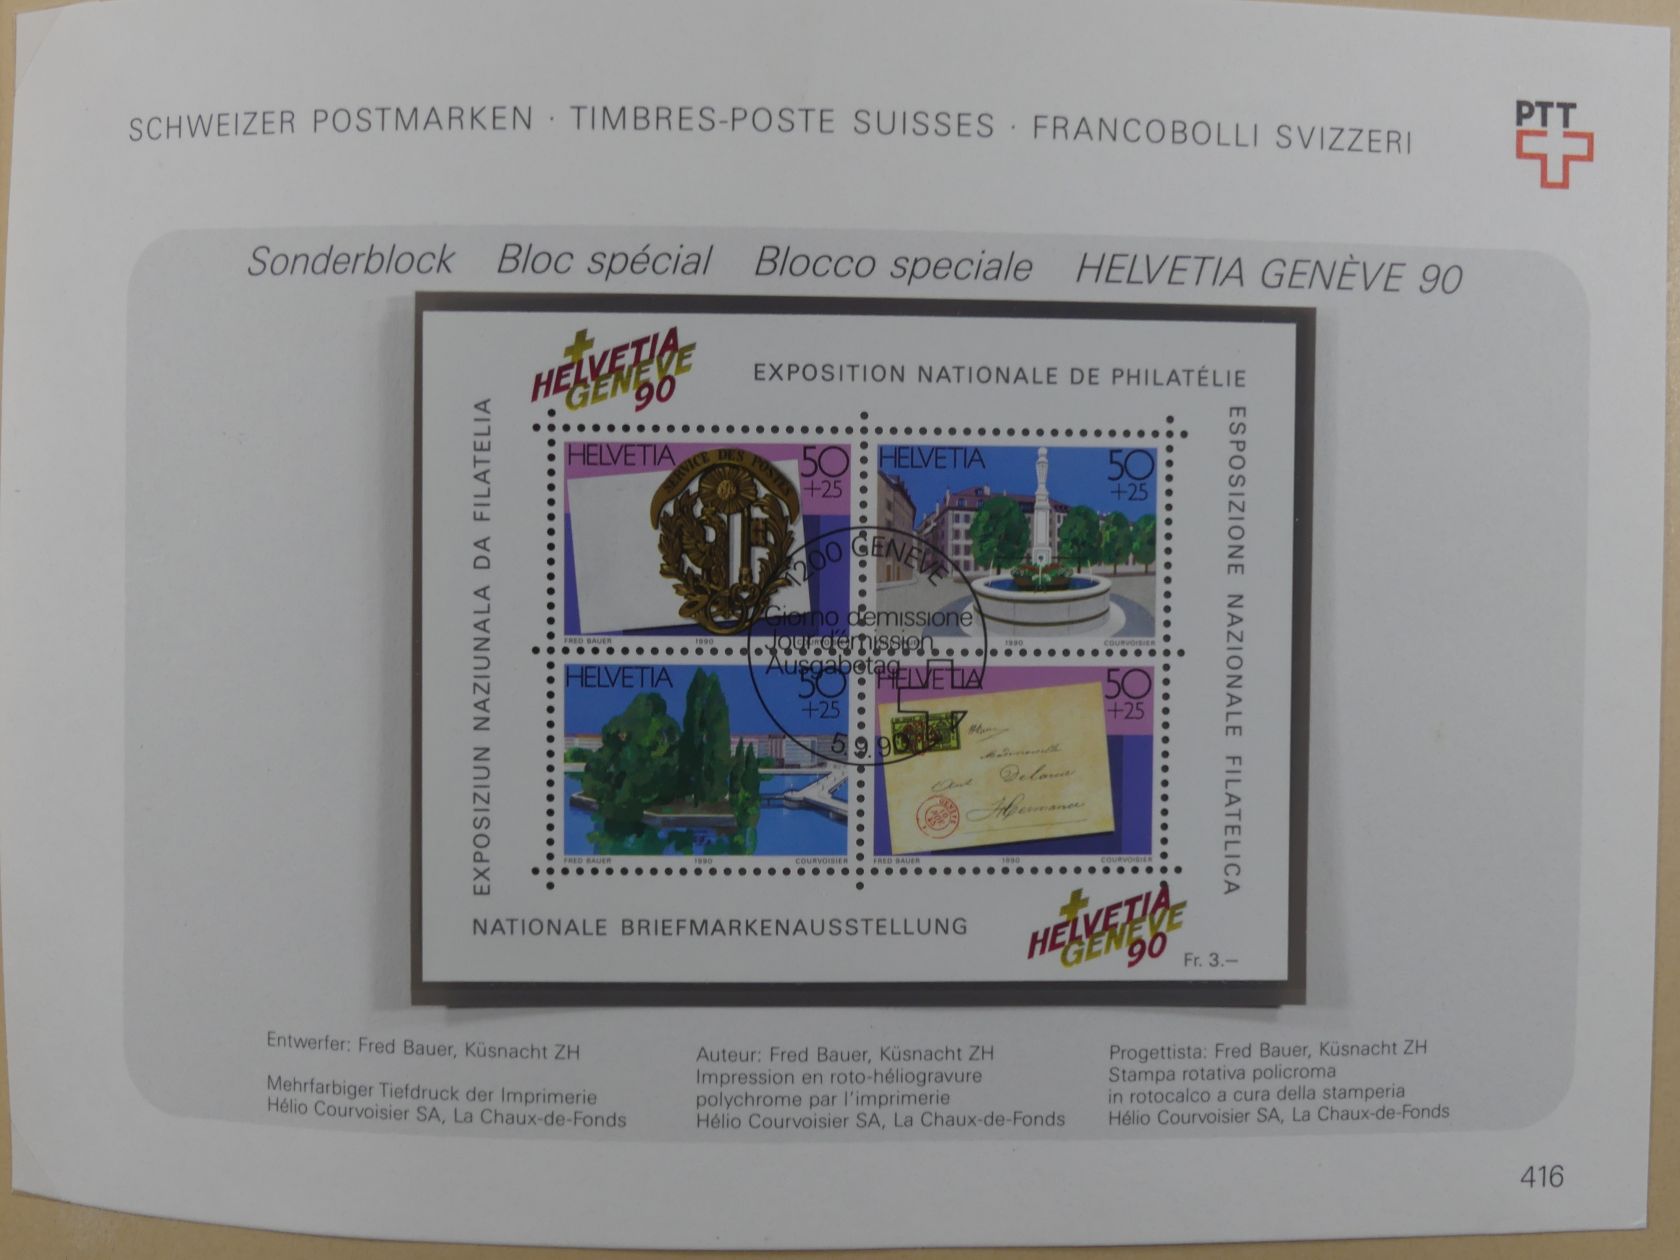 SCHWEIZER POSTMARKEN · TIMBRES-POSTE SUISSES · FRANCOBOLLI SVIZZERI
PTT
Sonderblock Bloc spécial Blocco speciale HELVETIA GENÈVE 90
HELVETIA
GENEVE
90
EXPOSITION NATIONALE DE PHILATÉLIE
EXPOSIZIUN NAZIUNALA DA FILATELIA
ESPOSIZIONE NAZIONALE FILATELICA
HELVETIA 50
+25
SERVICE DES POSTES
FRED BAUER 1990 COURVOISIER
HELVETIA 50
+25
1990 COURVOISIER
1200 GENEVE
Giorno d'emissione
Jour d'émission
Ausgabetag
5.9.90
HELVETIA 50
+25
FRED BAUER 1990 COURVOISIER
HELVETIA 50
+25
GENÈVE
FRED BAUER 1990 COURVOISIER
NATIONALE BRIEFMARKENAUSSTELLUNG
HELVETIA
GENEVE
90
Fr. 3.–
Entwerfer: Fred Bauer, Küsnacht ZH
Mehrfarbiger Tiefdruck der Imprimerie
Hélio Courvoisier SA, La Chaux-de-Fonds
Auteur: Fred Bauer, Küsnacht ZH
Impression en roto-héliogravure
polychrome par l'imprimerie
Hélio Courvoisier SA, La Chaux-de-Fonds
Progettista: Fred Bauer, Küsnacht ZH
Stampa rotativa policroma
in rotocalco a cura della stamperia
Hélio Courvoisier SA, La Chaux-de-Fonds
416